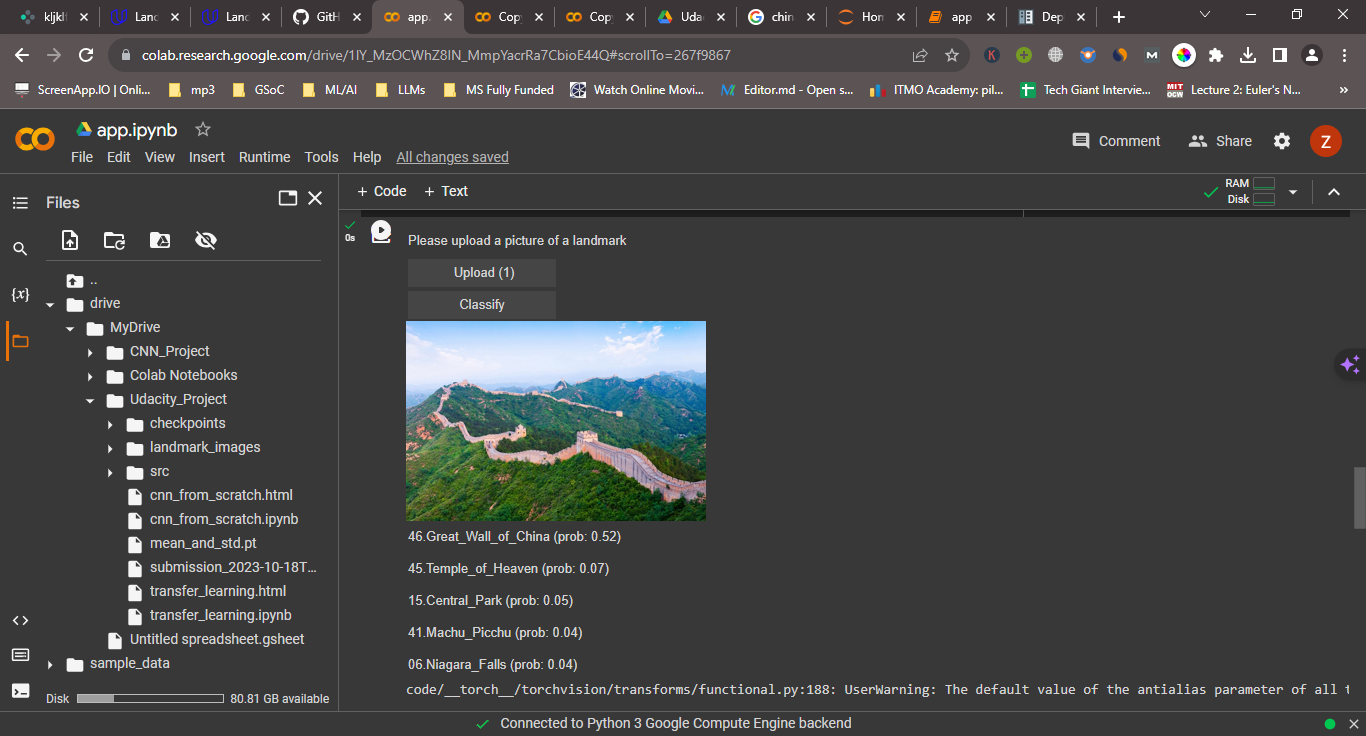 kljklf
Lanc
Lanc
GitH
app.
Cop
Cop
Uda
chin
Hon
app
Dep
colab.research.google.com/drive/1IY_MzOCWhZ8IN_MmpYacrRa7CbioE44Q#scrollTo=267f9867
ScreenApp.IO | Onli... mp3 GSoC ML/AI LLMs MS Fully Funded Watch Online Movi... Editor.md - Open s... ITMO Academy: pil... Tech Giant Intervie... MIT OCW Lecture 2: Euler's N... »
app.ipynb
File Edit View Insert Runtime Tools Help All changes saved
Comment Share Z
Files
+ Code + Text
RAM
Disk
{x}
..
drive
MyDrive
CNN_Project
Colab Notebooks
Udacity_Project
checkpoints
landmark_images
src
cnn_from_scratch.html
cnn_from_scratch.ipynb
mean_and_std.pt
submission_2023-10-18T...
transfer_learning.html
transfer_learning.ipynb
Untitled spreadsheet.gsheet
sample_data
Disk 80.81 GB available
0s
Please upload a picture of a landmark
Upload (1)
Classify
46.Great_Wall_of_China (prob: 0.52)
45.Temple_of_Heaven (prob: 0.07)
15.Central_Park (prob: 0.05)
41.Machu_Picchu (prob: 0.04)
06.Niagara_Falls (prob: 0.04)
code/__torch__/torchvision/transforms/functional.py:188: UserWarning: The default value of the antialias parameter of all
Connected to Python 3 Google Compute Engine backend